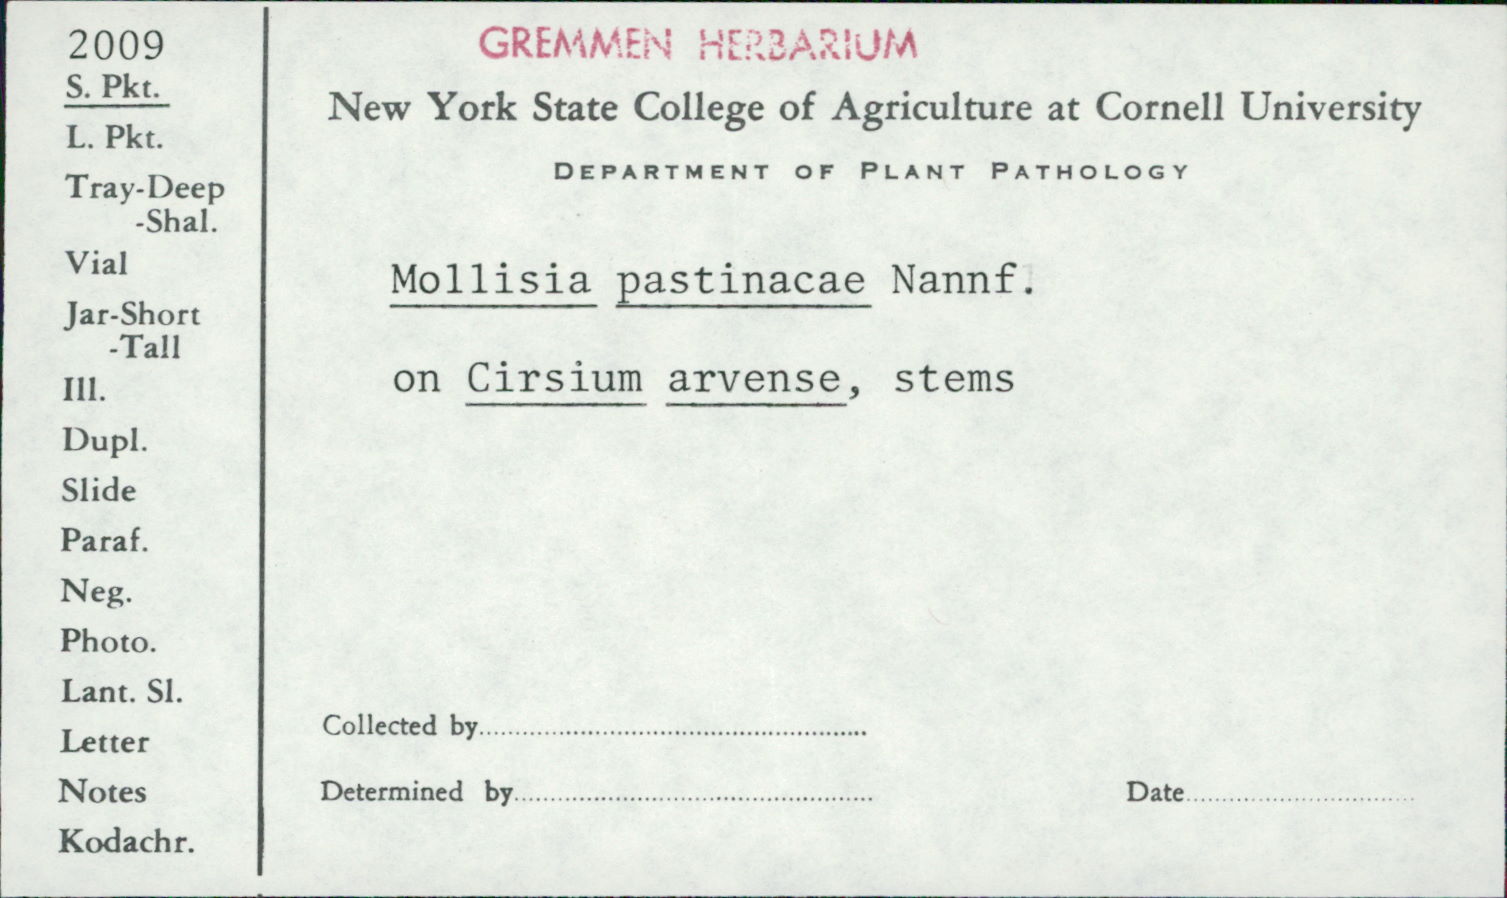 2009
S. Pkt.
L. Pkt.
Tray-Deep
-Shal.
Vial
Jar-Short
-Tall
Ill.
Dupl.
Slide
Paraf.
Neg.
Photo.
Lant. Sl.
Letter
Notes
Kodachr.
GREMMEN HERBARIUM
New York State College of Agriculture at Cornell University
DEPARTMENT OF PLANT PATHOLOGY
Mollisia pastinacae Nannf.
on Cirsium arvense, stems
Collected by
Determined by
Date